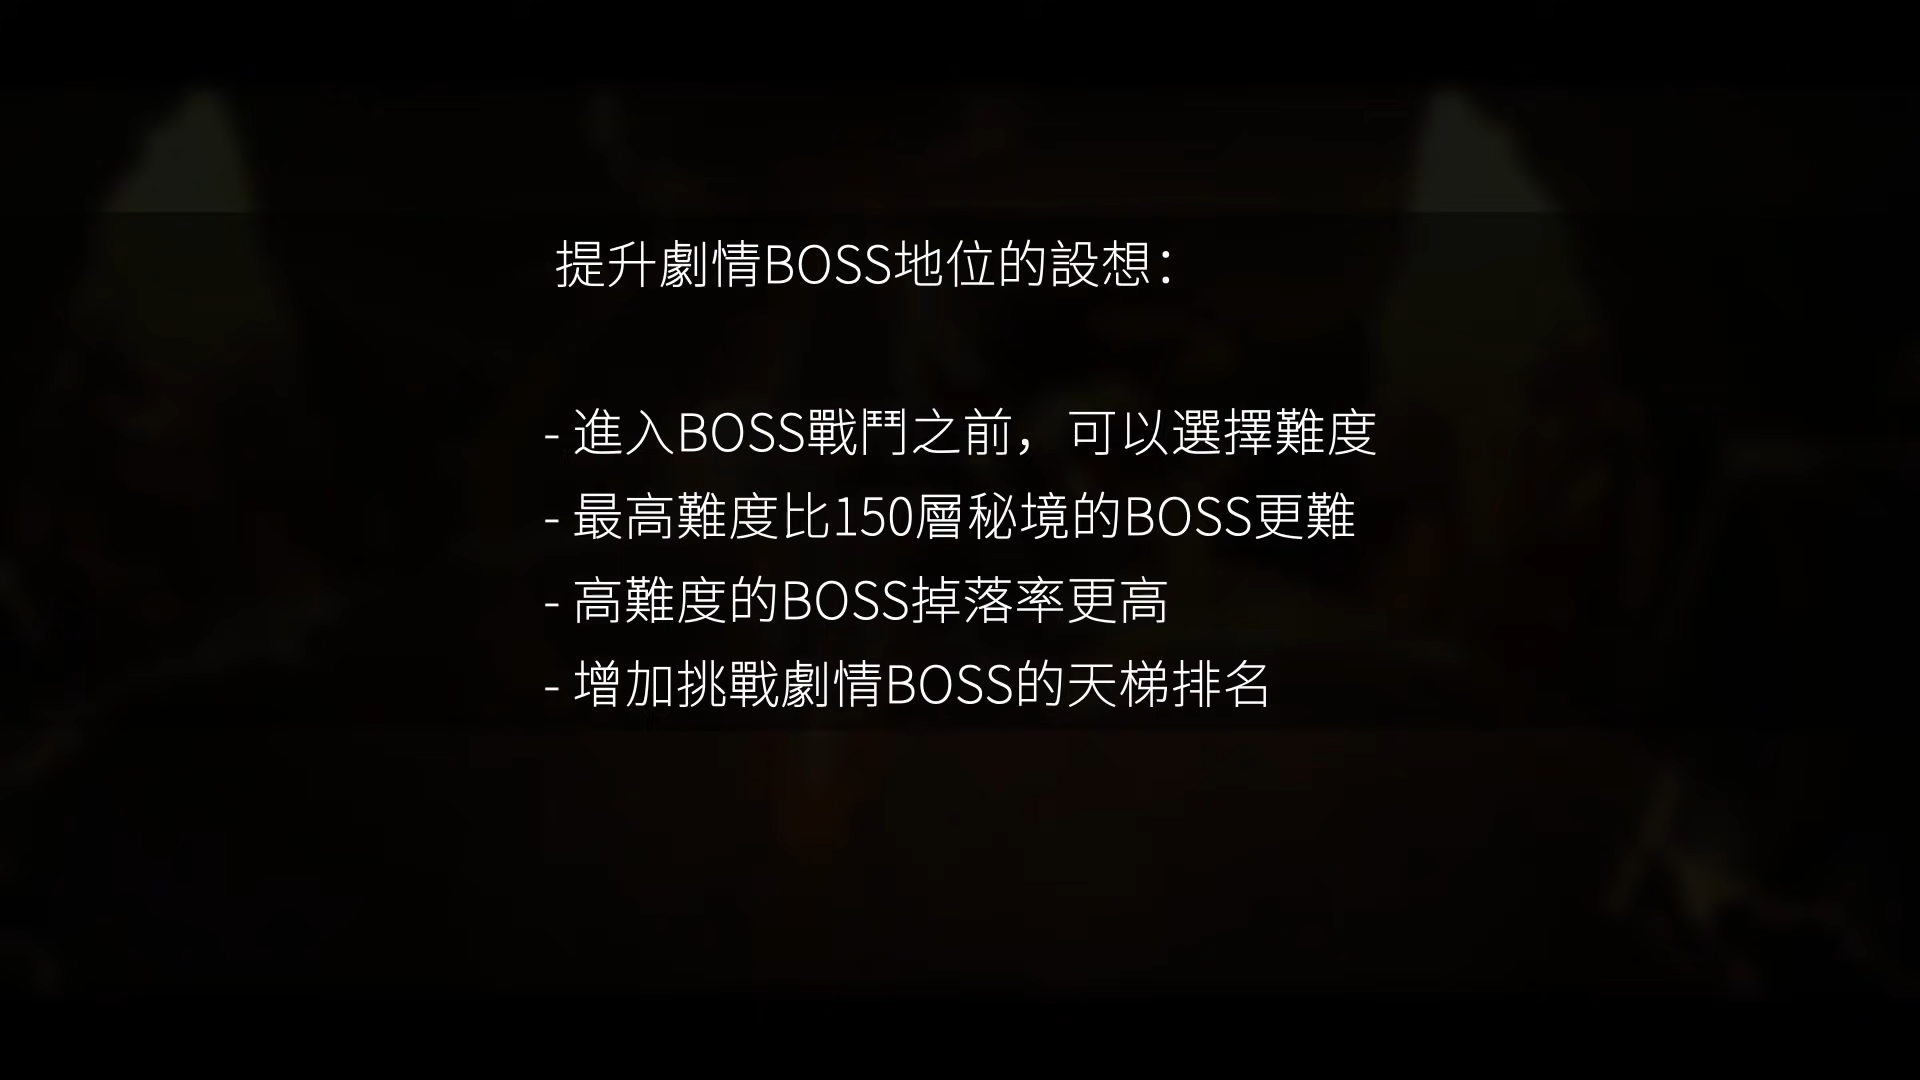 提升劇情BOSS地位的設想：
- 進入BOSS戰鬥之前，可以選擇難度
- 最高難度比150層秘境的BOSS更難
- 高難度的BOSS掉落率更高
- 增加挑戰劇情BOSS的天梯排名